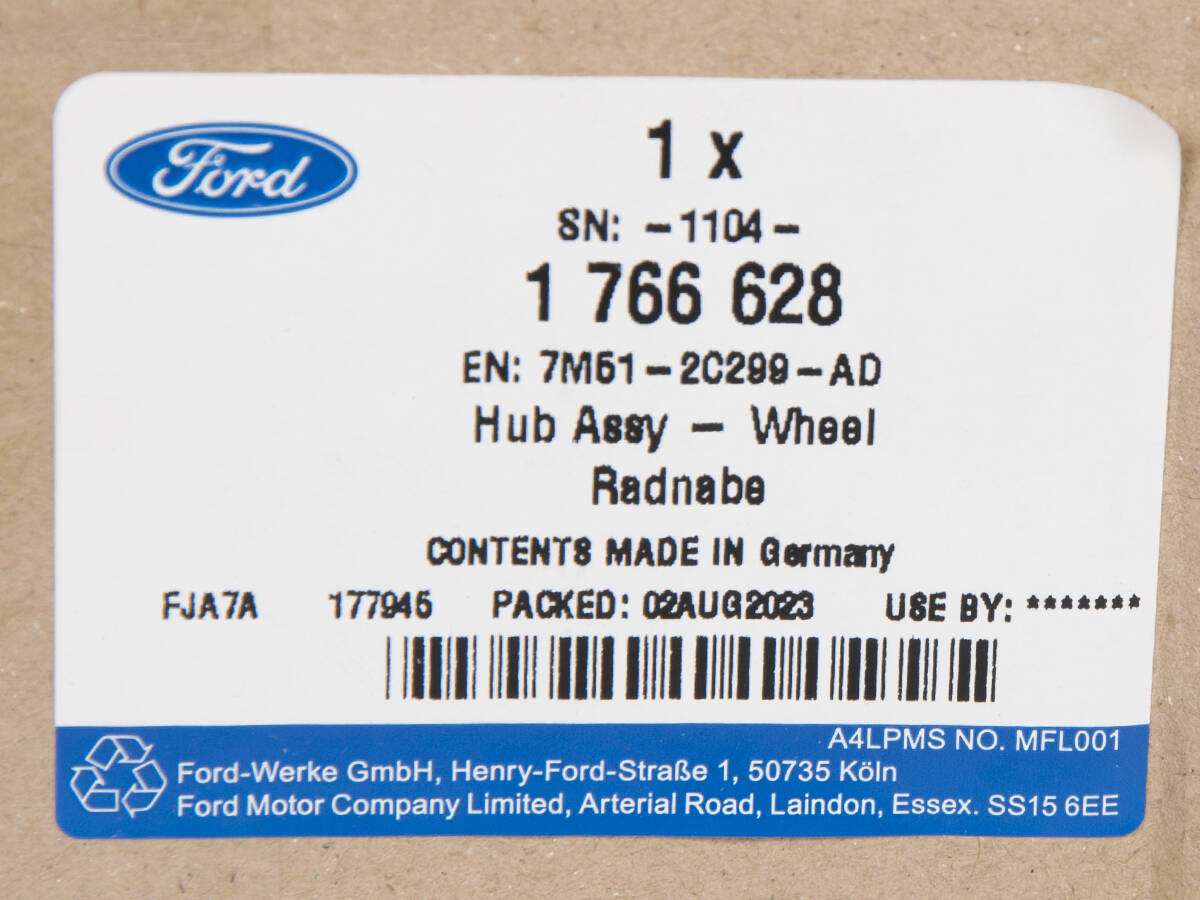 Ford
1 x
SN: -1104-
1 766 628
EN: 7M51-2C299-AD
Hub Assy - Wheel
Radnabe
CONTENTS MADE IN Germany
FJA7A 177945 PACKED: 02AUG2023 USE BY: *******
A4LPMS NO. MFL001
Ford-Werke GmbH, Henry-Ford-Straße 1, 50735 Köln
Ford Motor Company Limited, Arterial Road, Laindon, Essex. SS15 6EE